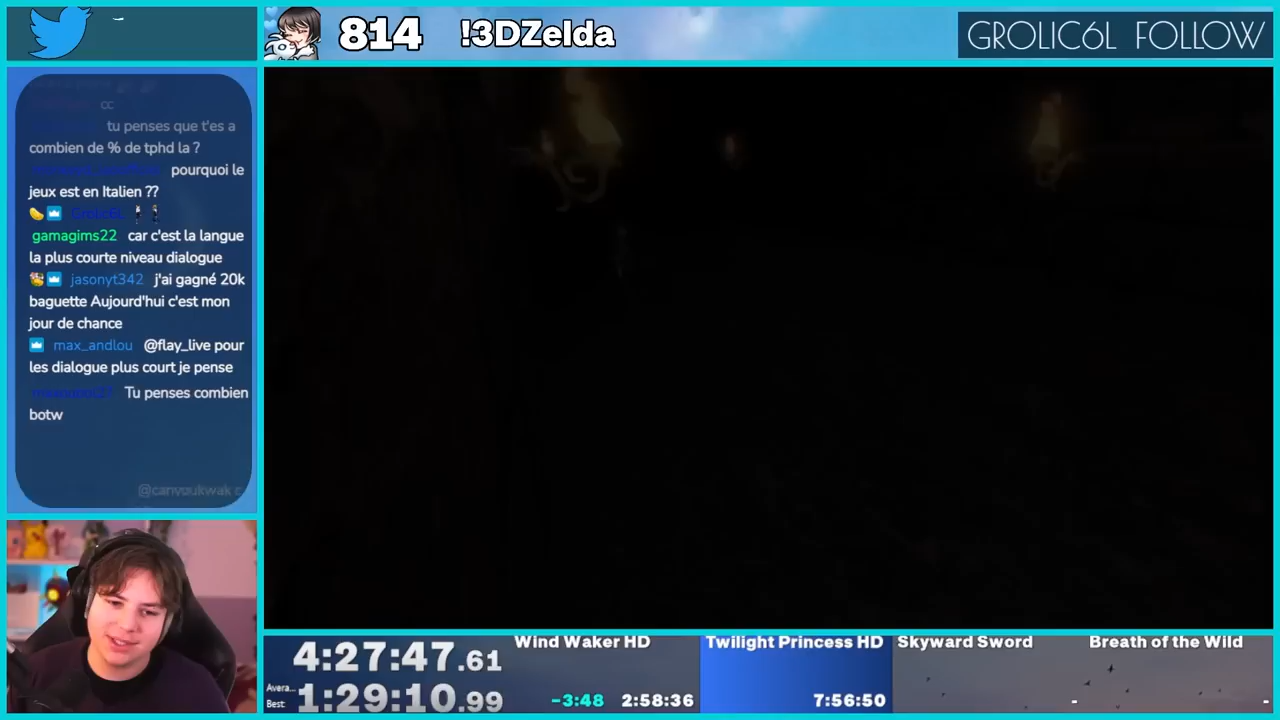 814
!3DZelda
GROLIC6L FOLLOW
cc
tu penses que t'es a
combien de % de tphd la ?
pourquoi le
jeux est en Italien ??
Grolic6L
gamagims22 car c'est la langue
la plus courte niveau dialogue
jasonyt342 j'ai gagné 20k
baguette Aujourd'hui c'est mon
jour de chance
max_andlou @flay_live pour
les dialogue plus court je pense
Tu penses combien
botw
4:27:47.61
Avera...
Best:
1:29:10.99
Wind Waker HD
-3:48 2:58:36
Twilight Princess HD
7:56:50
Skyward Sword
-
Breath of the Wild
-